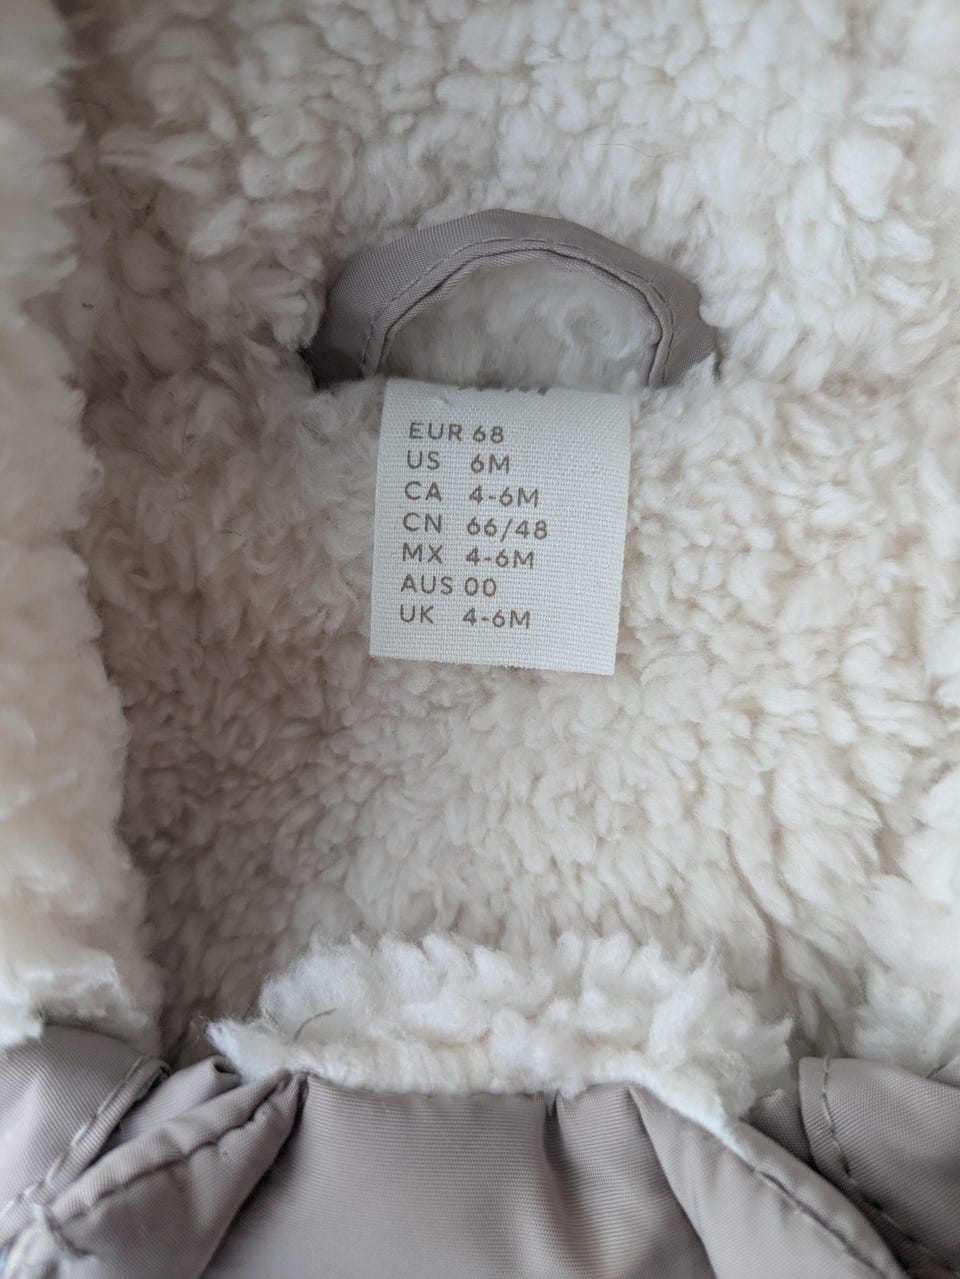 EUR 68
US 6M
CA 4-6M
CN 66/48
MX 4-6M
AUS 00
UK 4-6M